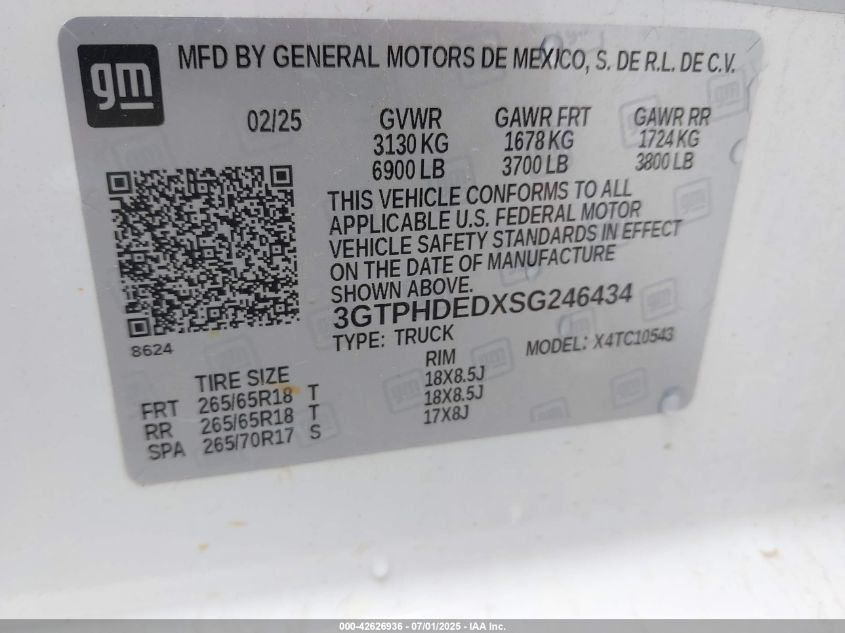 gm
MFD BY GENERAL MOTORS DE MEXICO, S. DE R.L. DE C.V.
02/25
GVWR GAWR FRT GAWR RR
3130 KG 1678 KG 1724 KG
6900 LB 3700 LB 3800 LB
THIS VEHICLE CONFORMS TO ALL
APPLICABLE U.S. FEDERAL MOTOR
VEHICLE SAFETY STANDARDS IN EFFECT
ON THE DATE OF MANUFACTURE
SHOWN ABOVE.
3GTPHDEDXSG246434
8624
TYPE: TRUCK MODEL: X4TC10543
TIRE SIZE RIM
FRT 265/65R18 T 18X8.5J
RR 265/65R18 T 18X8.5J
SPA 265/70R17 S 17X8J
000-42626936 - 07/01/2025 - IAA Inc.